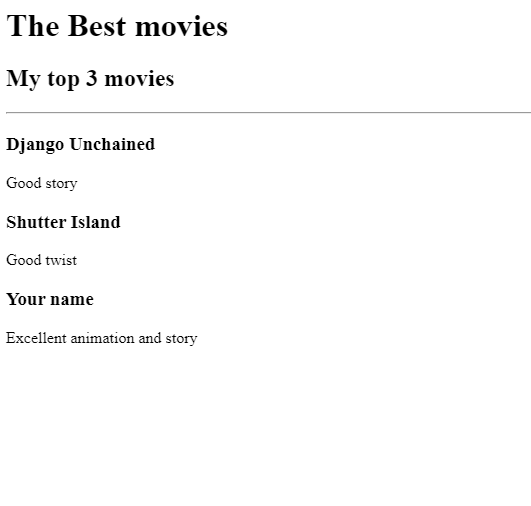 The Best movies
My top 3 movies
Django Unchained
Good story
Shutter Island
Good twist
Your name
Excellent animation and story